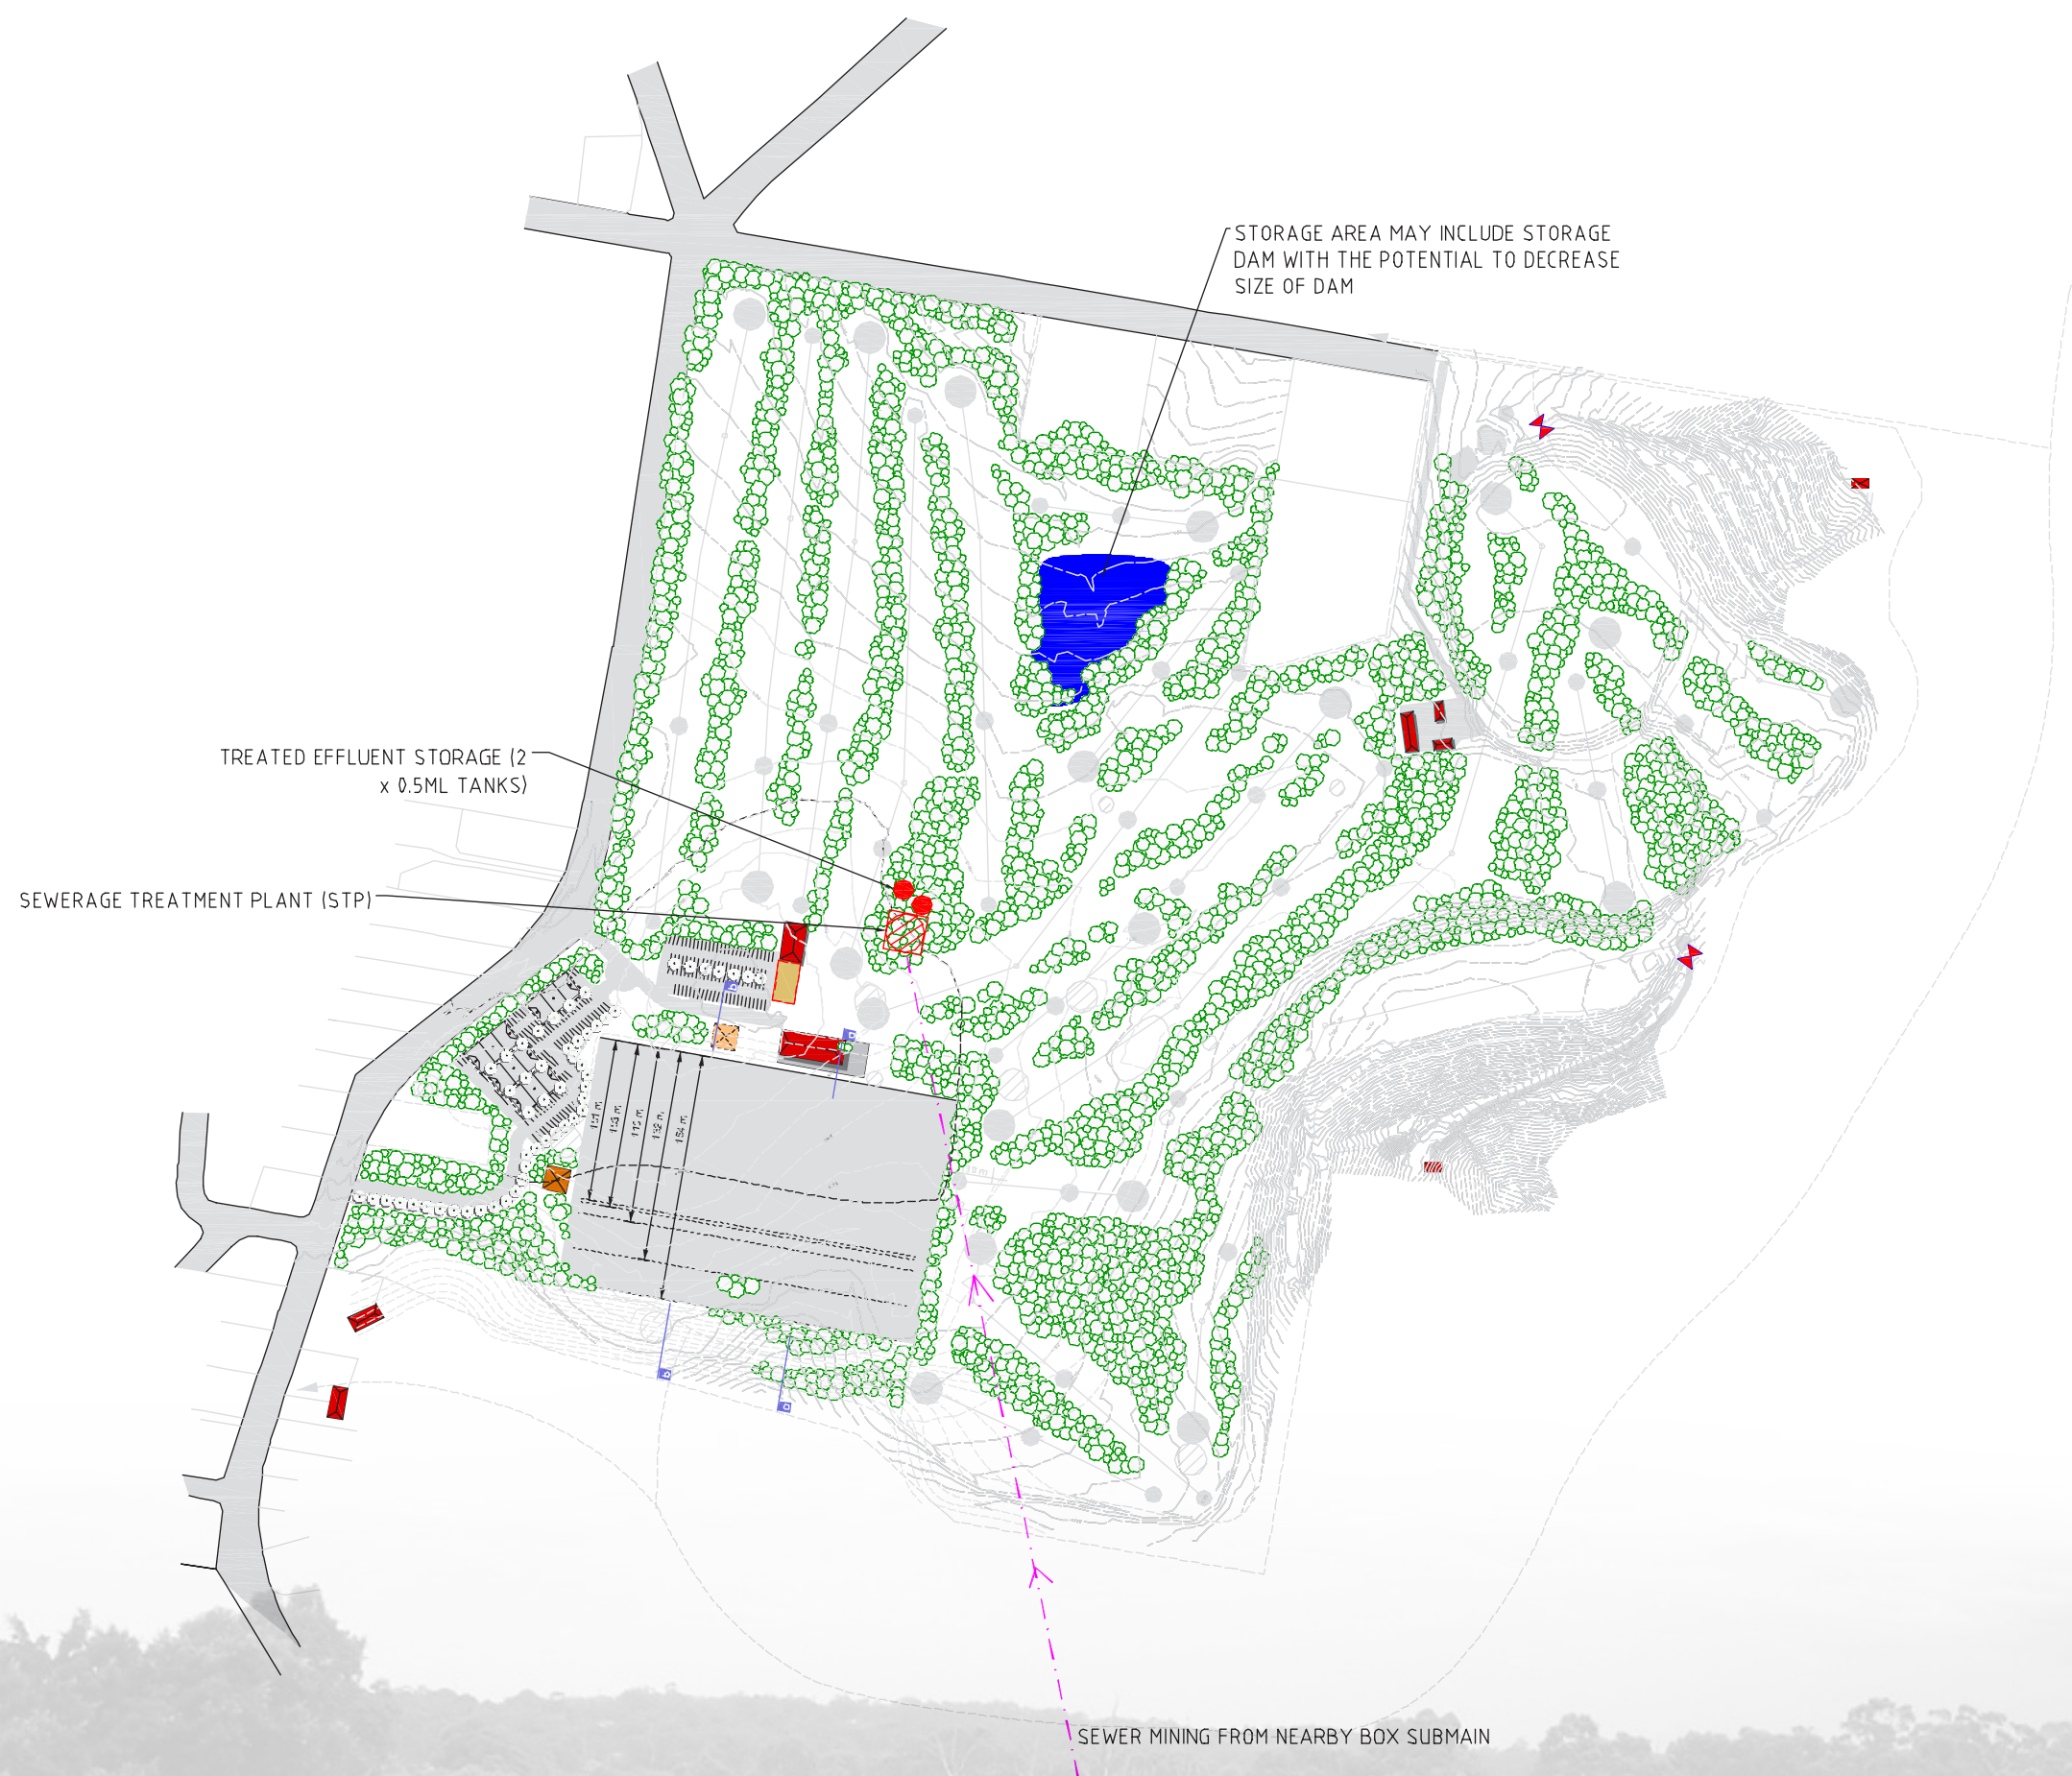 STORAGE AREA MAY INCLUDE STORAGE
DAM WITH THE POTENTIAL TO DECREASE
SIZE OF DAM
TREATED EFFLUENT STORAGE (2
x 0.5ML TANKS)
SEWERAGE TREATMENT PLANT (STP)
SEWER MINING FROM NEARBY BOX SUBMAIN